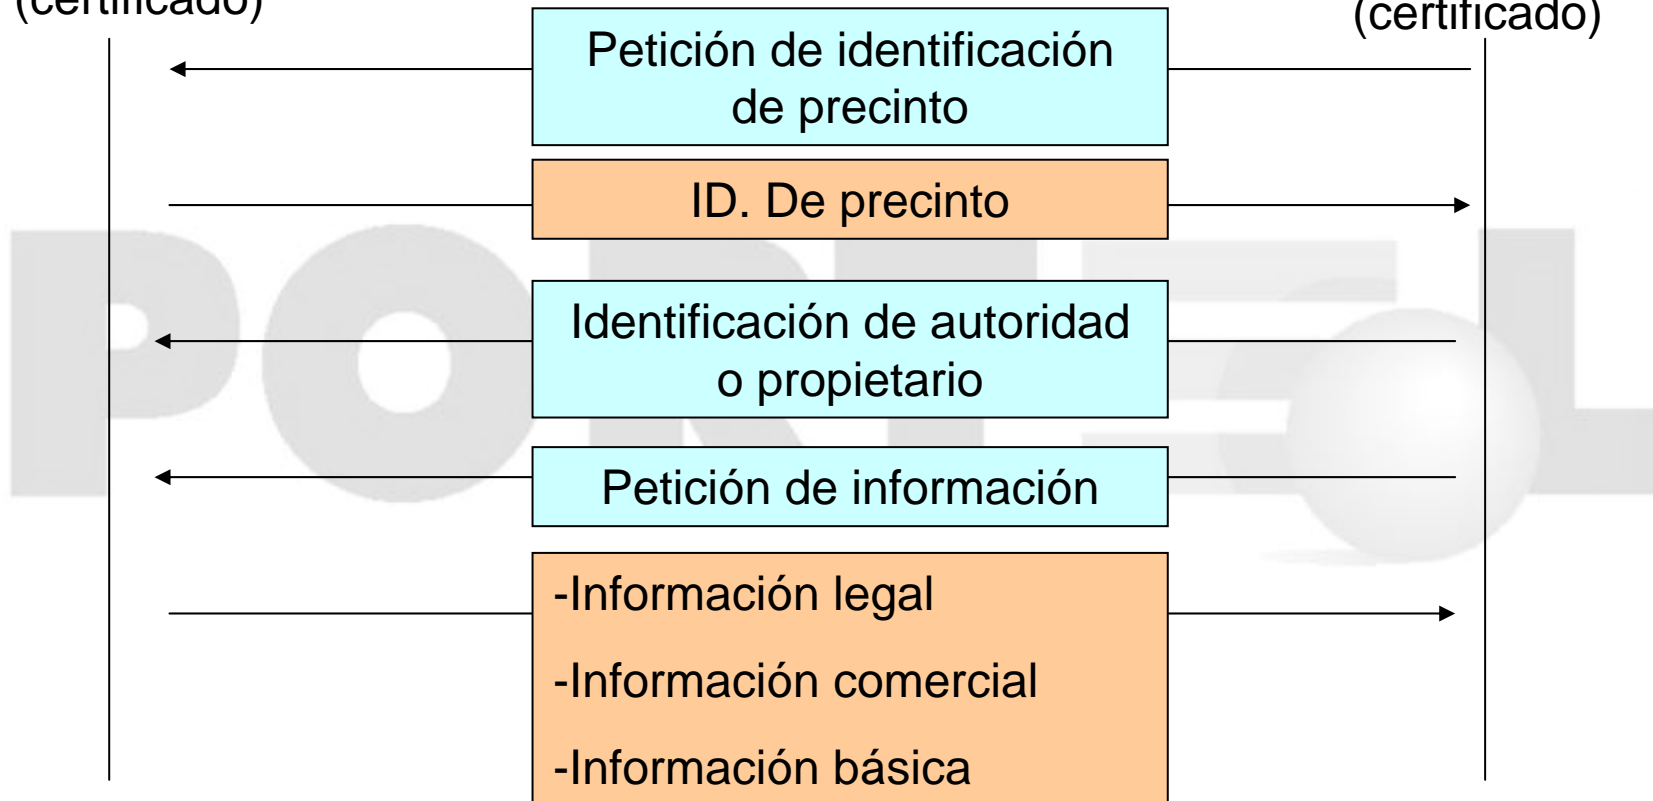 (certificado)
(certificado)
Petición de identificación
de precinto
ID. De precinto
Identificación de autoridad
o propietario
Petición de información
-Información legal
-Información comercial
-Información básica
PORTEL